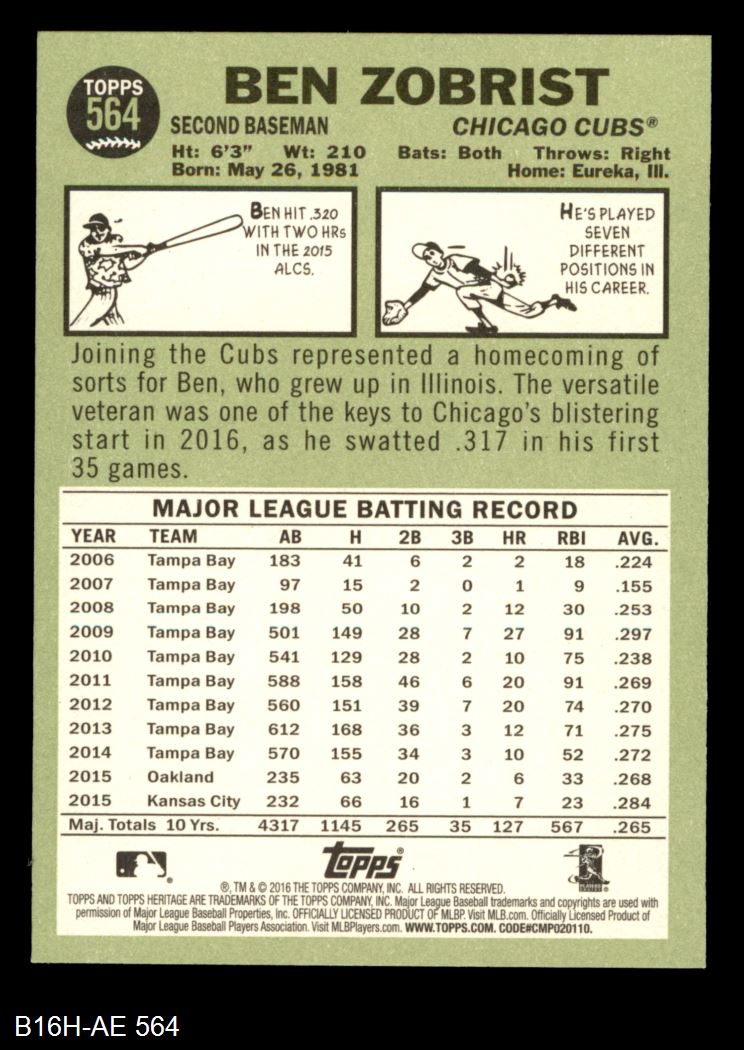 TOPPS
564
BEN ZOBRIST
SECOND BASEMAN CHICAGO CUBS®
Ht: 6'3" Wt: 210 Bats: Both Throws: Right
Born: May 26, 1981 Home: Eureka, Ill.
BEN HIT .320
WITH TWO HRs
IN THE 2015
ALCS.
HE'S PLAYED
SEVEN
DIFFERENT
POSITIONS IN
HIS CAREER.
Joining the Cubs represented a homecoming of
sorts for Ben, who grew up in Illinois. The versatile
veteran was one of the keys to Chicago's blistering
start in 2016, as he swatted .317 in his first
35 games.
MAJOR LEAGUE BATTING RECORD
YEAR TEAM AB H 2B 3B HR RBI AVG.
2006 Tampa Bay 183 41 6 2 2 18 .224
2007 Tampa Bay 97 15 2 0 1 9 .155
2008 Tampa Bay 198 50 10 2 12 30 .253
2009 Tampa Bay 501 149 28 7 27 91 .297
2010 Tampa Bay 541 129 28 2 10 75 .238
2011 Tampa Bay 588 158 46 6 20 91 .269
2012 Tampa Bay 560 151 39 7 20 74 .270
2013 Tampa Bay 612 168 36 3 12 71 .275
2014 Tampa Bay 570 155 34 3 10 52 .272
2015 Oakland 235 63 20 2 6 33 .268
2015 Kansas City 232 66 16 1 7 23 .284
Maj. Totals 10 Yrs. 4317 1145 265 35 127 567 .265
topps®
PLAYERS
®, TM & © 2016 THE TOPPS COMPANY, INC. ALL RIGHTS RESERVED.
TOPPS AND TOPPS HERITAGE ARE TRADEMARKS OF THE TOPPS COMPANY, INC. Major League Baseball trademarks and copyrights are used with
permission of Major League Baseball Properties, Inc. OFFICIALLY LICENSED PRODUCT OF MLBP. Visit MLB.com. Officially Licensed Product of
Major League Baseball Players Association. Visit MLBPlayers.com. WWW.TOPPS.COM. CODE#CMP020110.
B16H-AE 564